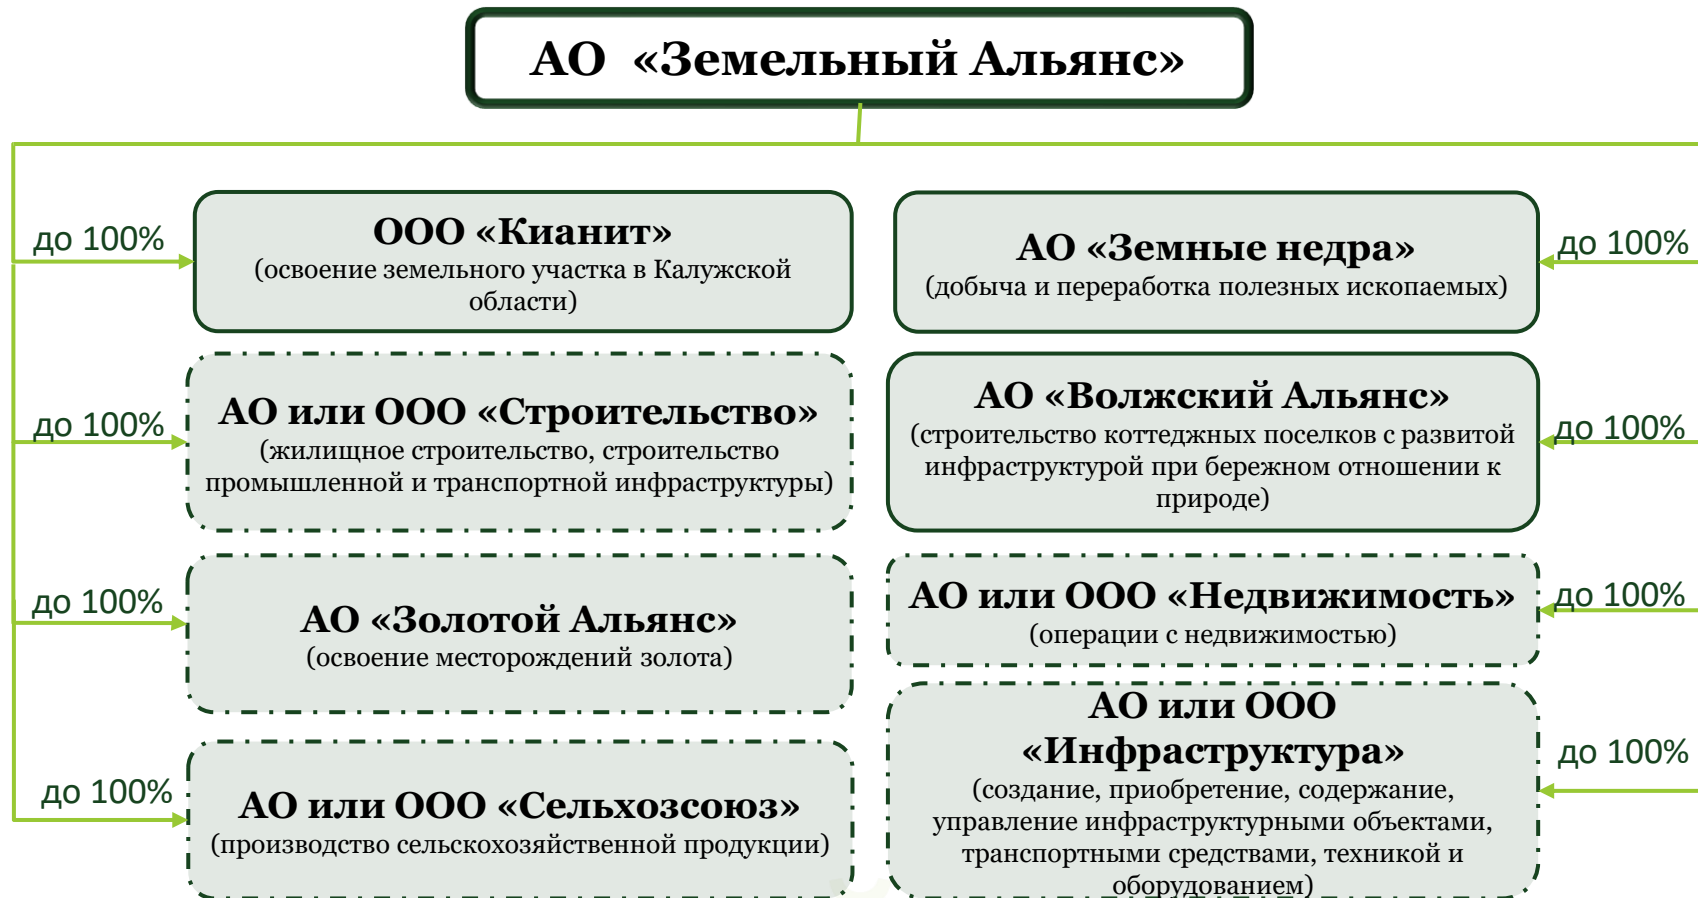 АО «Земельный Альянс»
до 100%
ООО «Кианит»
(освоение земельного участка в Калужской
области)
АО «Земные недра»
(добыча и переработка полезных ископаемых)
до 100%
до 100%
АО или ООО «Строительство»
(жилищное строительство, строительство
промышленной и транспортной инфраструктуры)
АО «Волжский Альянс»
(строительство коттеджных поселков с развитой
инфраструктурой при бережном отношении к
природе)
до 100%
до 100%
АО «Золотой Альянс»
(освоение месторождений золота)
АО или ООО «Недвижимость»
(операции с недвижимостью)
до 100%
до 100%
АО или ООО «Сельхозсоюз»
(производство сельскохозяйственной продукции)
АО или ООО
«Инфраструктура»
(создание, приобретение, содержание,
управление инфраструктурными объектами,
транспортными средствами, техникой и
оборудованием)
до 100%